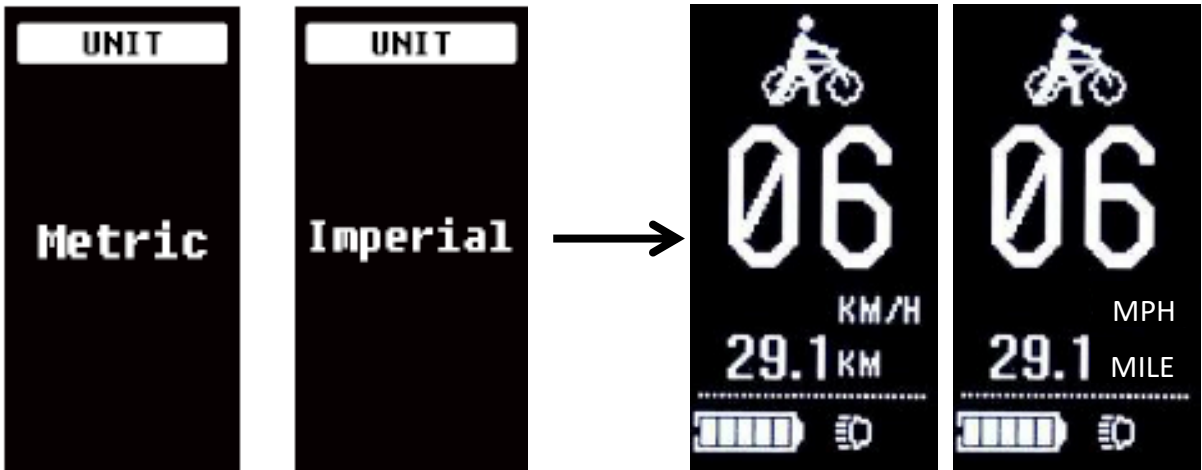 UNIT
Metric
UNIT
Imperial
06
KM/H
29.1 KM
06
MPH
29.1 MILE